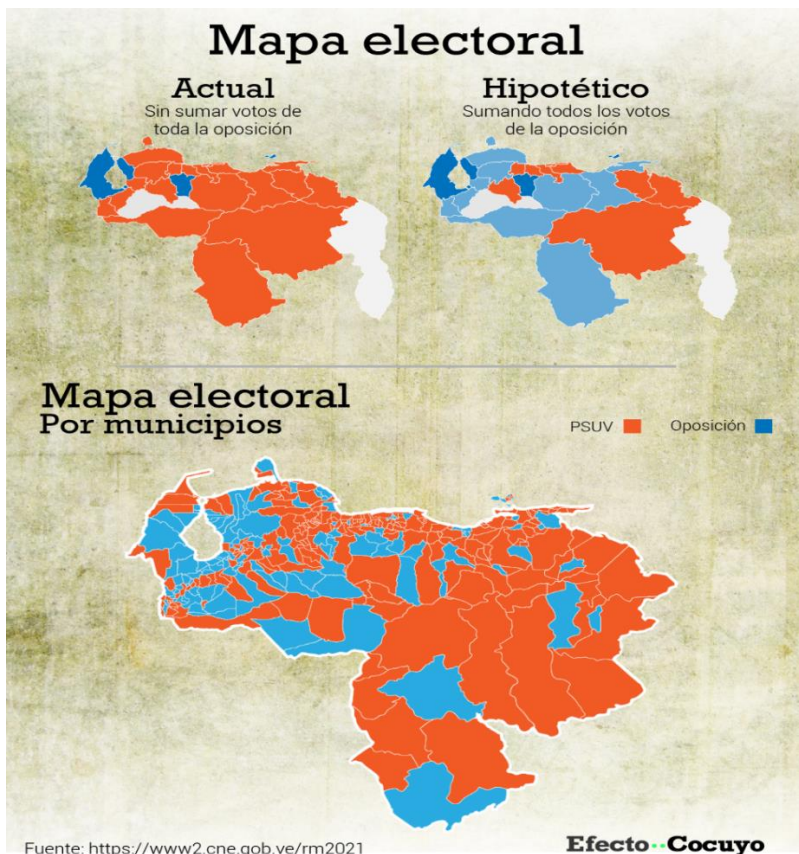 Mapa electoral
Actual
Sin sumar votos de
toda la oposición
Hipotético
Sumando todos los votos
de la oposición
Mapa electoral
Por municipios
PSUV
Oposición
Fuente: https://www2.cne.gob.ve/rm2021
Efecto Cocuyo